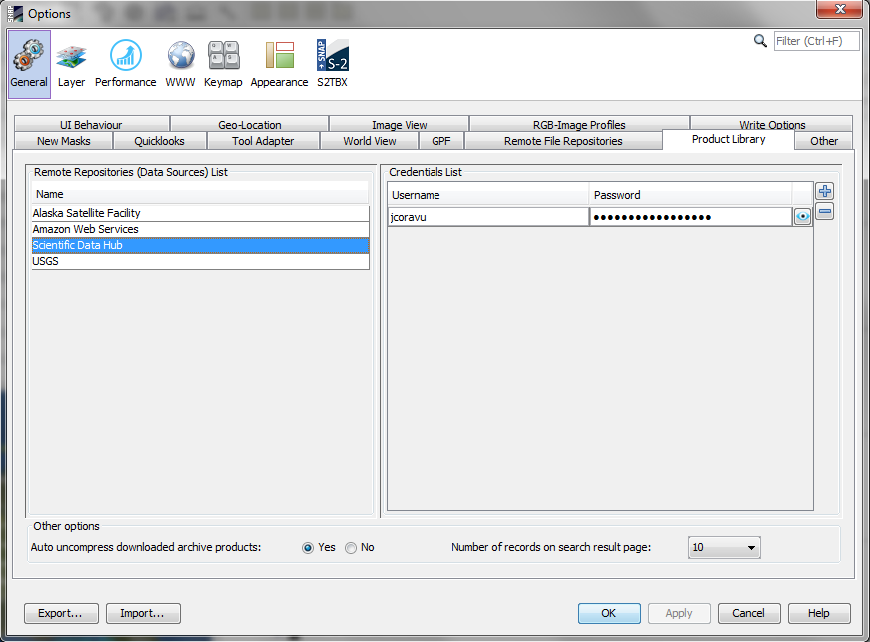 Options
Filter (Ctrl+F)
General Layer Performance WWW Keymap Appearance S2TBX
UI Behaviour Geo-Location Image View RGB-Image Profiles Write Options
New Masks Quicklooks Tool Adapter World View GPF Remote File Repositories Product Library Other
Remote Repositories (Data Sources) List
Name
Alaska Satellite Facility
Amazon Web Services
Scientific Data Hub
USGS
Credentials List
Username Password
jcoravu •••••••••••••••••
Other options
Auto uncompress downloaded archive products: Yes No Number of records on search result page: 10
Export... Import... OK Apply Cancel Help